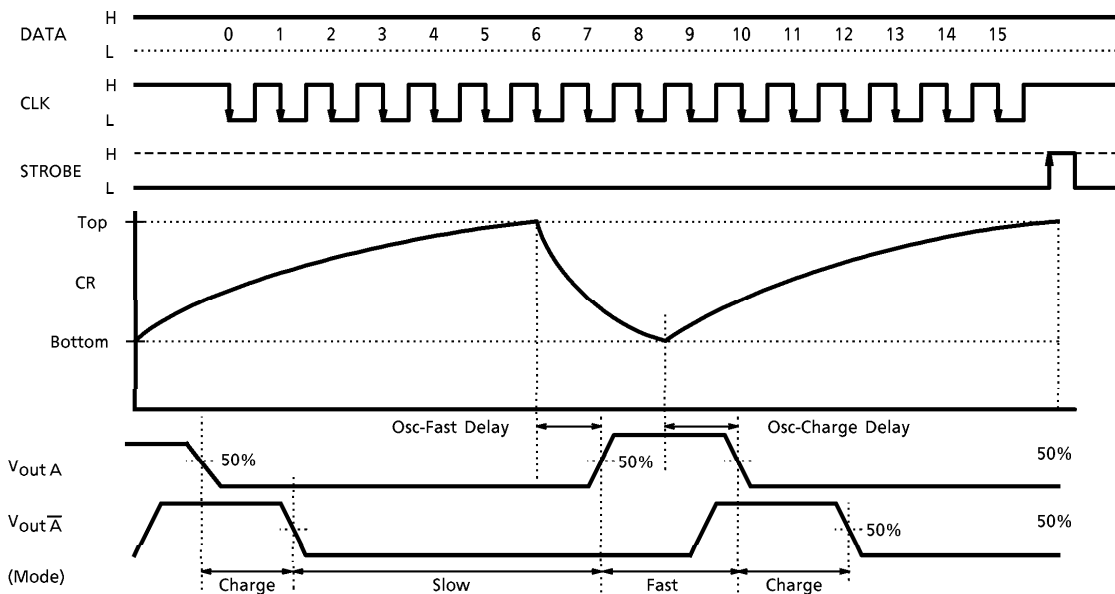 H
DATA 0 1 2 3 4 5 6 7 8 9 10 11 12 13 14 15
L
H
CLK
L
H
STROBE
L
Top
CR
Bottom
Osc-Fast Delay Osc-Charge Delay
Vout A 50% 50% 50%
Vout A̅ 50% 50%
(Mode) Charge Slow Fast Charge